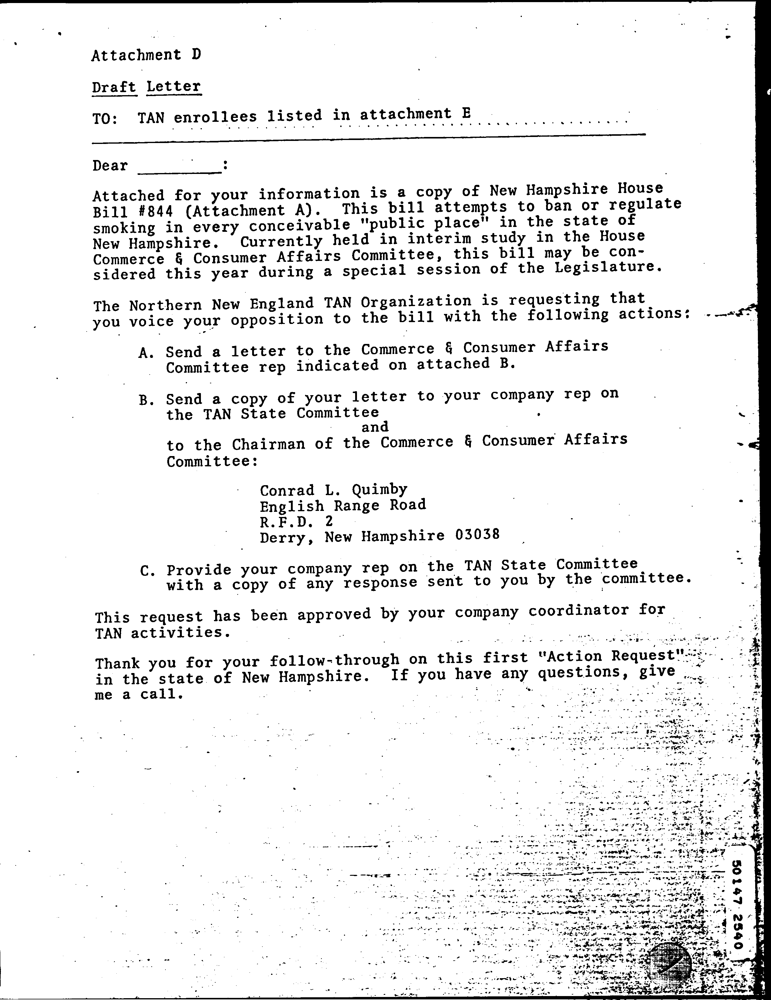 Attachment D
Draft Letter
TO: TAN enrollees listed in attachment E
Dear ________:
Attached for your information is a copy of New Hampshire House
Bill #844 (Attachment A). This bill attempts to ban or regulate
smoking in every conceivable "public place" in the state of
New Hampshire. Currently held in interim study in the House
Commerce & Consumer Affairs Committee, this bill may be con-
sidered this year during a special session of the Legislature.
The Northern New England TAN Organization is requesting that
you voice your opposition to the bill with the following actions:
A. Send a letter to the Commerce & Consumer Affairs
Committee rep indicated on attached B.
B. Send a copy of your letter to your company rep on
the TAN State Committee
and
to the Chairman of the Commerce & Consumer Affairs
Committee:
Conrad L. Quimby
English Range Road
R.F.D. 2
Derry, New Hampshire 03038
C. Provide your company rep on the TAN State Committee
with a copy of any response sent to you by the committee.
This request has been approved by your company coordinator for
TAN activities.
Thank you for your follow-through on this first "Action Request"
in the state of New Hampshire. If you have any questions, give
me a call.
50147 2540